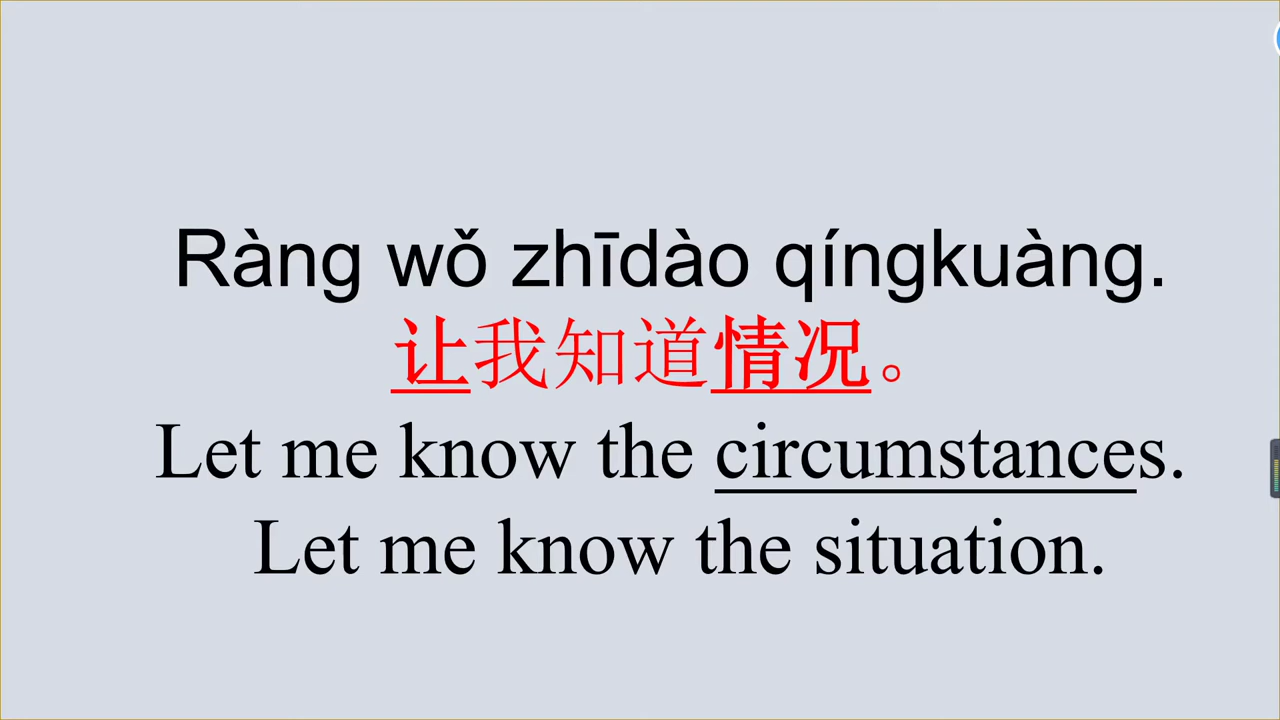 Ràng wǒ zhīdào qíngkuàng.
让我知道情况。
Let me know the circumstances.
Let me know the situation.